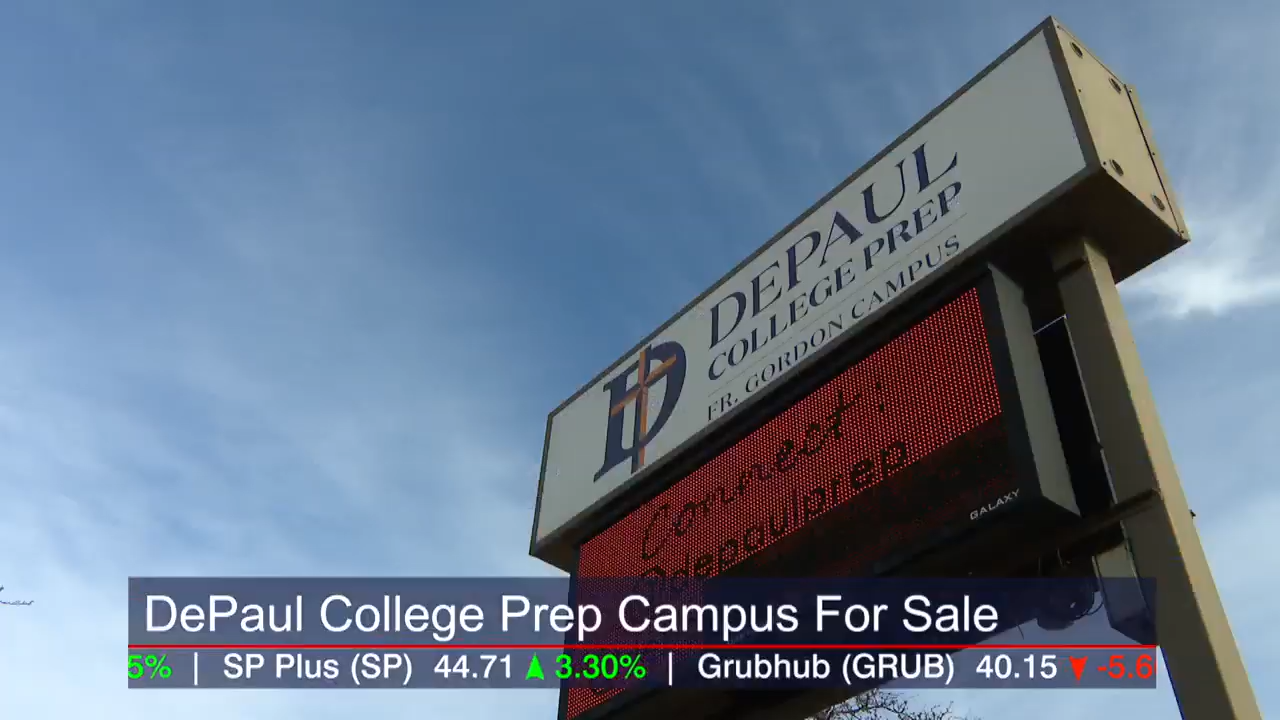 DEPAUL
COLLEGE PREP
FR. GORDON CAMPUS
Connect:
@depaulprep
GALAXY
DePaul College Prep Campus For Sale
5% | SP Plus (SP) 44.71 ▲ 3.30% | Grubhub (GRUB) 40.15 ▼ -5.6